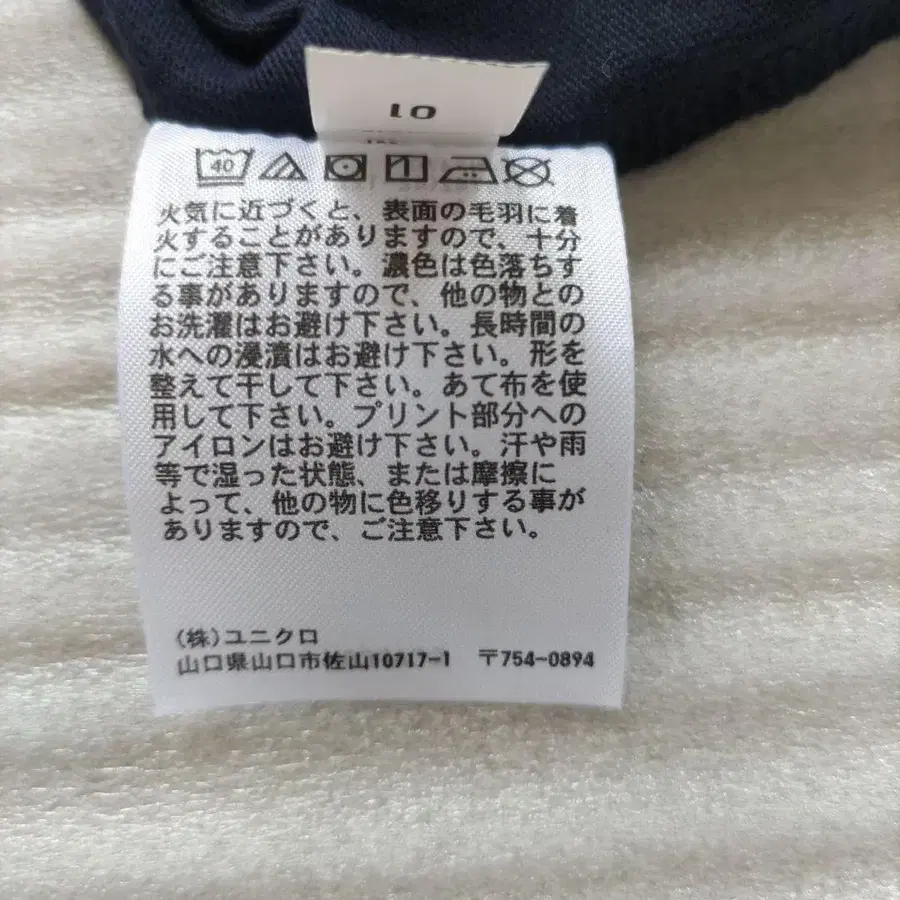 01
40
火気に近づくと、表面の毛羽に着
火することがありますので、十分
にご注意下さい。濃色は色落ちす
る事がありますので、他の物との
お洗濯はお避け下さい。長時間の
水への浸漬はお避け下さい。形を
整えて干して下さい。あて布を使
用して下さい。プリント部分への
アイロンはお避け下さい。汗や雨
等で湿った状態、または摩擦に
よって、他の物に色移りする事が
ありますので、ご注意下さい。
(株)ユニクロ
山口県山口市佐山10717-1 〒754-0894